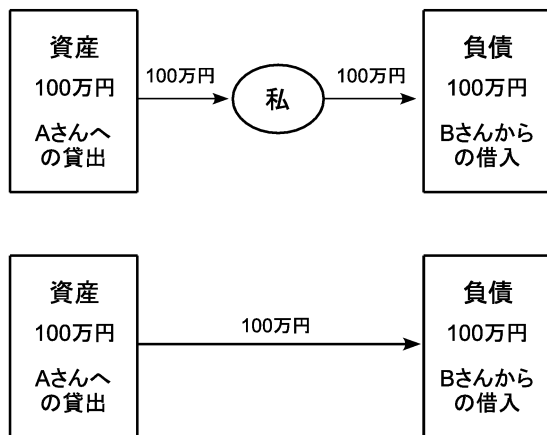 資産
100万円
Aさんへ
の貸出
100万円
私
100万円
負債
100万円
Bさんから
の借入
資産
100万円
Aさんへ
の貸出
100万円
負債
100万円
Bさんから
の借入